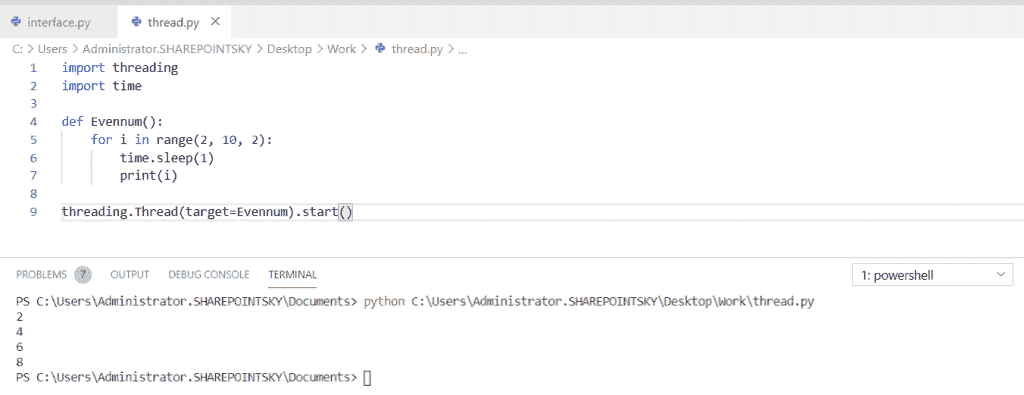 interface.py thread.py
C: > Users > Administrator.SHAREPOINTSKY > Desktop > Work > thread.py > ...
1 import threading
2 import time
3
4 def Evennum():
5     for i in range(2, 10, 2):
6         time.sleep(1)
7         print(i)
8
9 threading.Thread(target=Evennum).start()
PROBLEMS 7 OUTPUT DEBUG CONSOLE TERMINAL 1: powershell
PS C:\Users\Administrator.SHAREPOINTSKY\Documents> python C:\Users\Administrator.SHAREPOINTSKY\Desktop\Work\thread.py
2
4
6
8
PS C:\Users\Administrator.SHAREPOINTSKY\Documents>